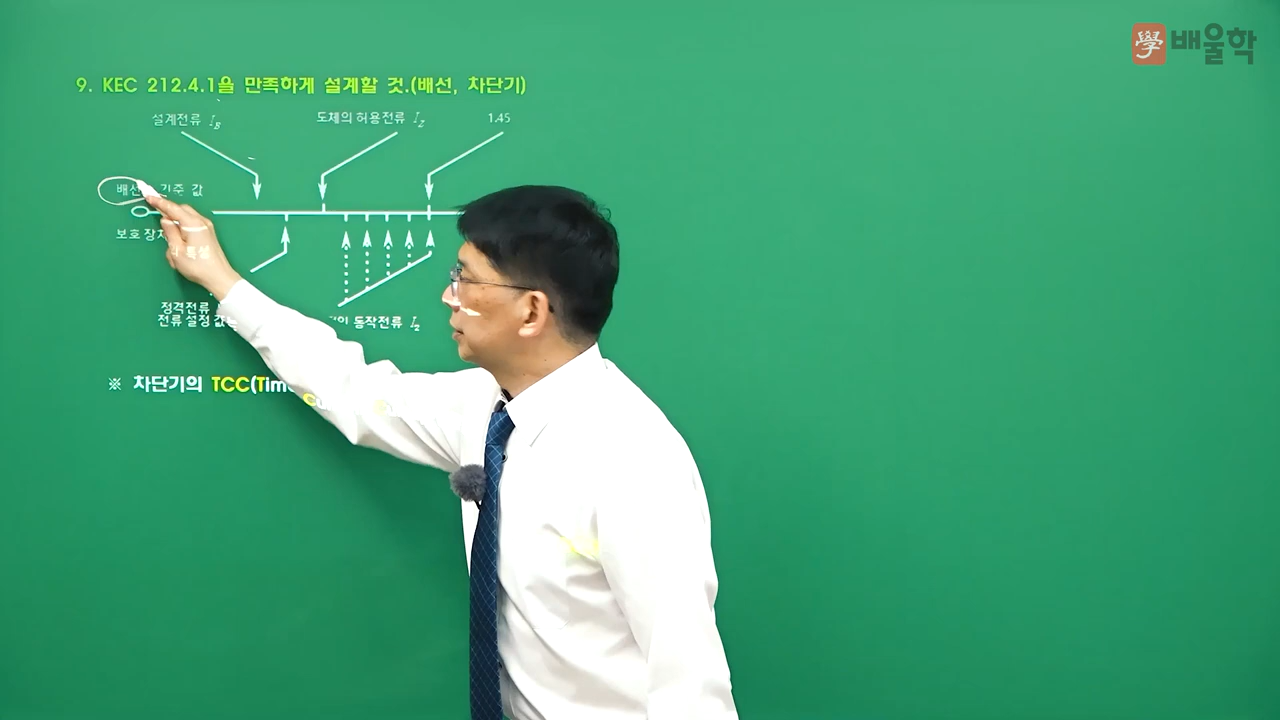 學배울학
9. KEC 212.4.1을 만족하게 설계할 것.(배선, 차단기)
설계전류 I_B
도체의 허용전류 I_Z
1.45
배선 기준 값
보호 장
특성
정격전류
전류 설정 값
동작전류 I_2
※ 차단기의 TCC(Time